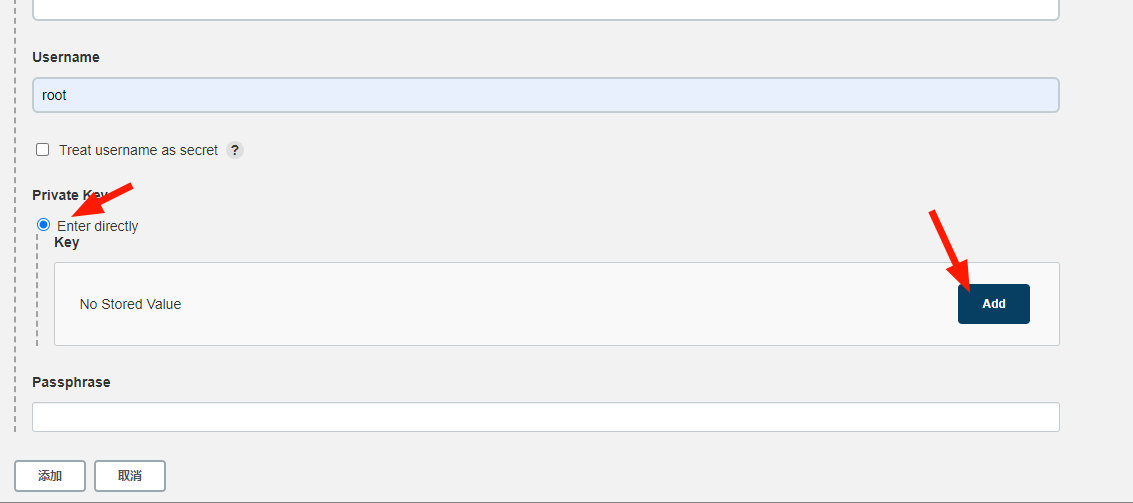 Username
root
Treat username as secret ?
Private Key
Enter directly
Key
No Stored Value
Add
Passphrase
添加 取消